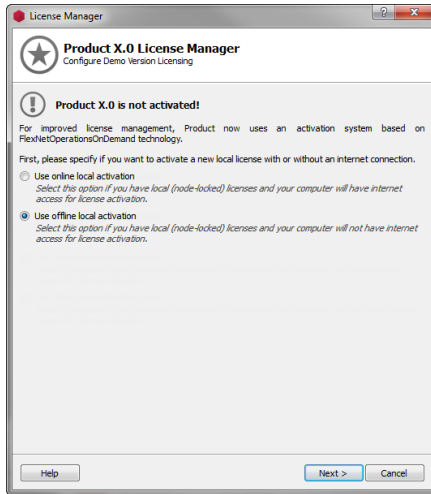 License Manager
?
Product X.0 License Manager
Configure Demo Version Licensing
Product X.0 is not activated!
For improved license management, Product now uses an activation system based on
FlexNetOperationsOnDemand technology.
First, please specify if you want to activate a new local license with or without an internet connection.
Use online local activation
Select this option if you have local (node-locked) licenses and your computer will have internet
access for license activation.
Use offline local activation
Select this option if you have local (node-locked) licenses and your computer will not have internet
access for license activation.
Help
Next >
Cancel